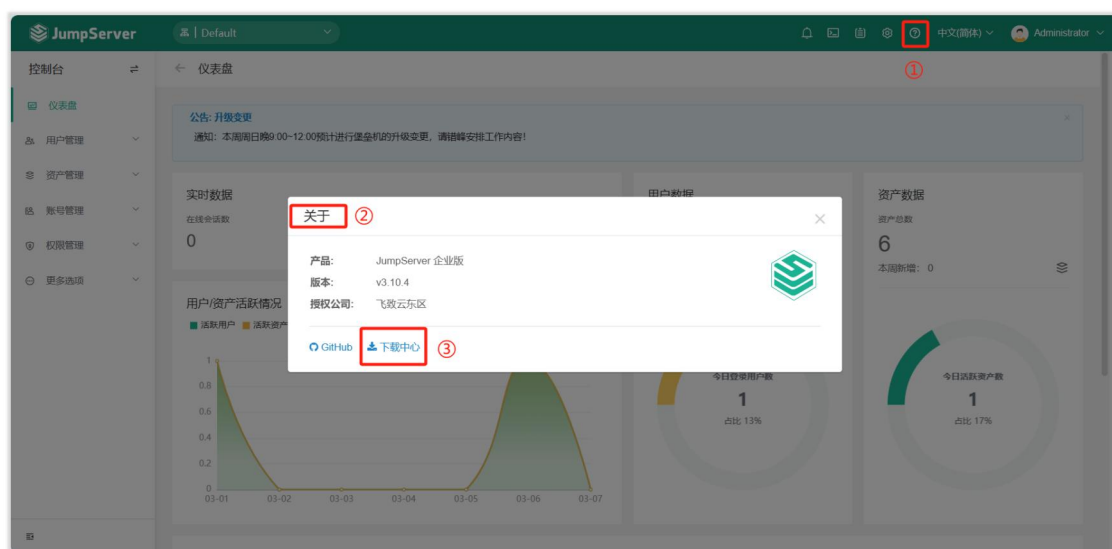 JumpServer
Default
中文(简体)
Administrator
①
控制台
仪表盘
仪表盘
用户管理
资产管理
账号管理
权限管理
更多选项
公告: 升级变更
通知：本周周日晚9:00~12:00预计进行堡垒机的升级变更，请错峰安排工作内容！
实时数据
在线会话数
0
用户数据
资产数据
资产总数
6
本周新增： 0
关于
②
产品:
JumpServer 企业版
版本:
v3.10.4
授权公司:
飞致云东区
GitHub
下载中心
③
用户/资产活跃情况
活跃用户
活跃资产
1
0.8
0.6
0.4
0.2
0
03-01
03-02
03-03
03-04
03-05
03-06
03-07
今日登录用户数
1
占比 13%
今日活跃资产数
1
占比 17%